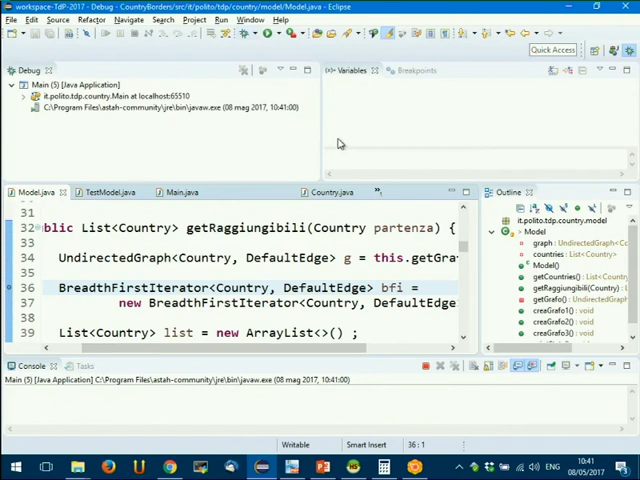 workspace-TdP-2017 - Debug - CountryBorders/src/it/polito/tdp/country/model/Model.java - Eclipse
File Edit Source Refactor Navigate Search Project Run Window Help
Quick Access
Debug
(x)= Variables Breakpoints
Main (5) [Java Application]
it.polito.tdp.country.Main at localhost:65510
C:\Program Files\astah-community\jre\bin\javaw.exe (08 mag 2017, 10:41:00)
Model.java TestModel.java Main.java Country.java
Outline
31
32 blic List<Country> getRaggiungibili(Country partenza) {
33
34 UndirectedGraph<Country, DefaultEdge> g = this.getGra
35
36 BreadthFirstIterator<Country, DefaultEdge> bfi =
37 new BreadthFirstIterator<Country, DefaultEdge>
38
39 List<Country> list = new ArrayList<>() ;
it.polito.tdp.country.model
Model
graph : UndirectedGraph<C
countries : List<Country>
Model()
getCountries() : List<Count
getRaggiungibili(Country)
getGrafo() : UndirectedGra
creaGrafo1() : void
creaGrafo2() : void
creaGrafo3() : void
Console Tasks
Main (5) [Java Application] C:\Program Files\astah-community\jre\bin\javaw.exe (08 mag 2017, 10:41:00)
Writable Smart Insert 36 : 1
ENG
10:41
08/05/2017